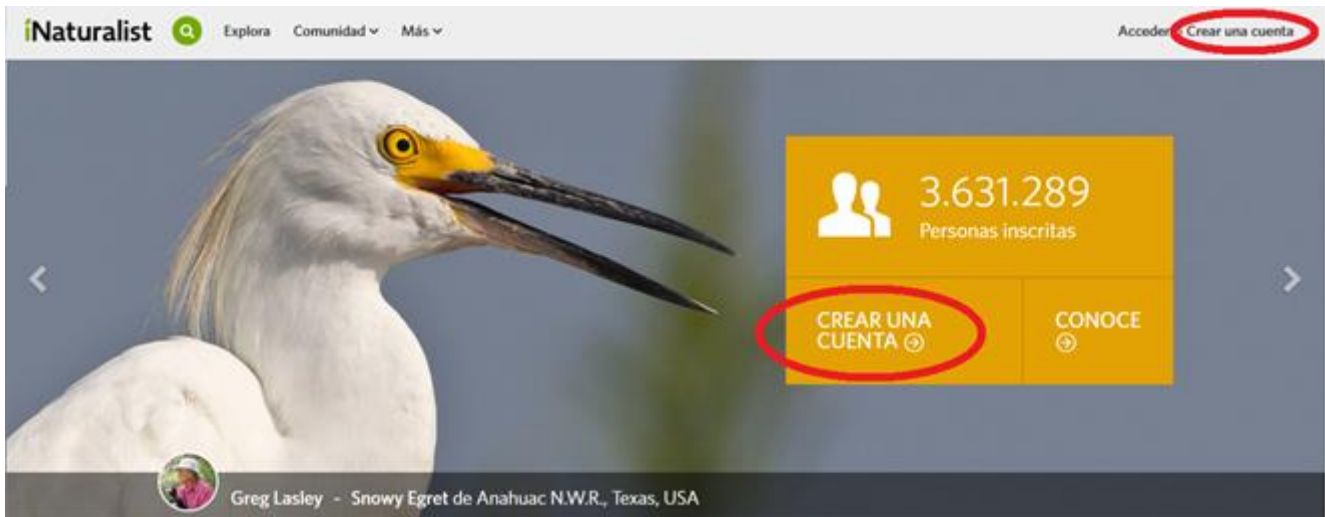 iNaturalist Explora Comunidad Más Acceder o Crear una cuenta
3.631.289
Personas inscritas
CREAR UNA
CUENTA
CONOCE
Greg Lasley - Snowy Egret de Anahuac N.W.R., Texas, USA